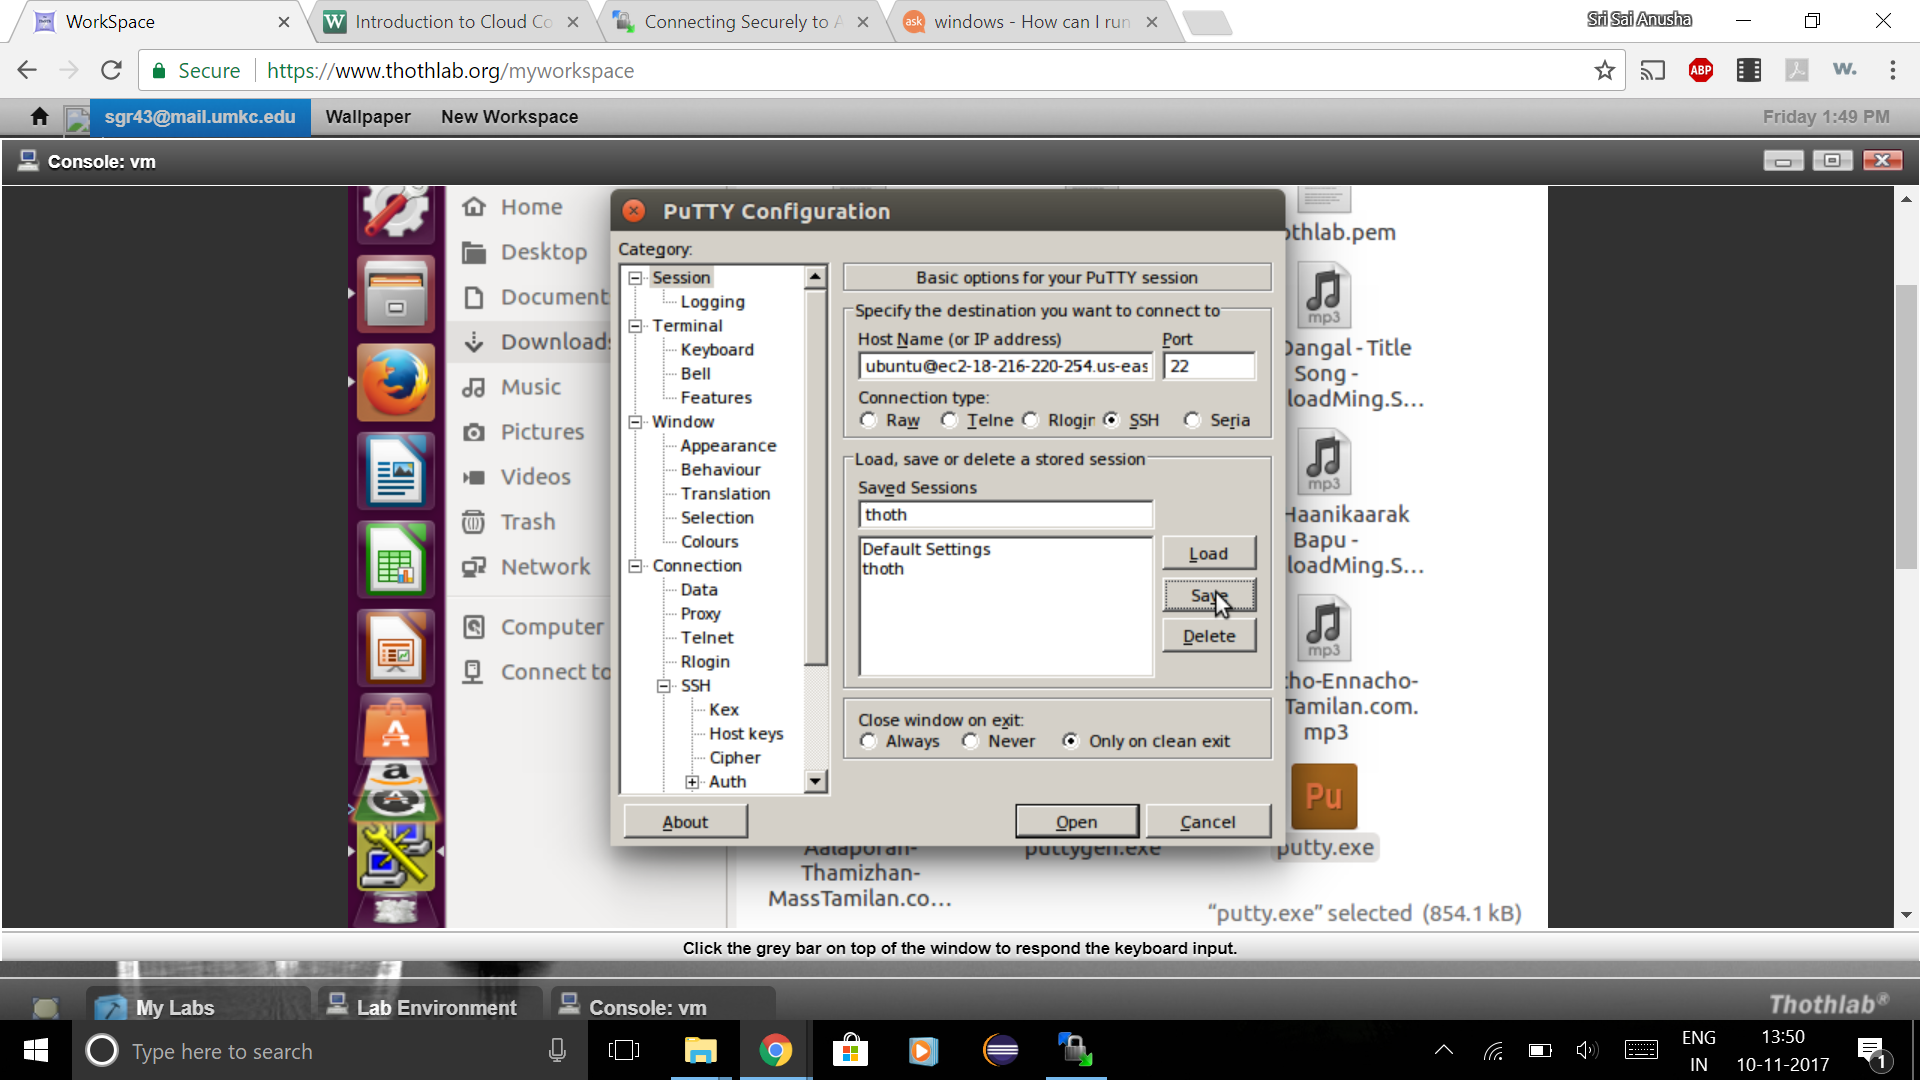 WorkSpace
Introduction to Cloud Co
Connecting Securely to A
ask
windows - How can I run
Sri Sai Anusha
Secure
https://www.thothlab.org/myworkspace
ABP
w.
sgr43@mail.umkc.edu
Wallpaper
New Workspace
Friday 1:49 PM
Console: vm
Home
Desktop
Document
Downloads
Music
Pictures
Videos
Trash
Network
Computer
Connect to
PuTTY Configuration
Category:
Session
Logging
Terminal
Keyboard
Bell
Features
Window
Appearance
Behaviour
Translation
Selection
Colours
Connection
Data
Proxy
Telnet
Rlogin
SSH
Kex
Host keys
Cipher
Auth
Basic options for your PuTTY session
Specify the destination you want to connect to
Host Name (or IP address)
Port
ubuntu@ec2-18-216-220-254.us-eas
22
Connection type:
Raw
Telne
Rlogin
SSH
Seria
Load, save or delete a stored session
Saved Sessions
thoth
Default Settings
thoth
Load
Save
Delete
Close window on exit:
Always
Never
Only on clean exit
About
Open
Cancel
othlab.pem
mp3
Dangal - Title
Song -
loadMing.S...
mp3
Haanikaarak
Bapu -
loadMing.S...
mp3
cho-Ennacho-
Tamilan.com.
mp3
Pu
putty.exe
puttygen.exe
Aalaporan-
Thamizhan-
MassTamilan.co...
a
"putty.exe" selected (854.1 kB)
Click the grey bar on top of the window to respond the keyboard input.
My Labs
Lab Environment
Console: vm
Thothlab®
Type here to search
ENG
IN
13:50
10-11-2017
1